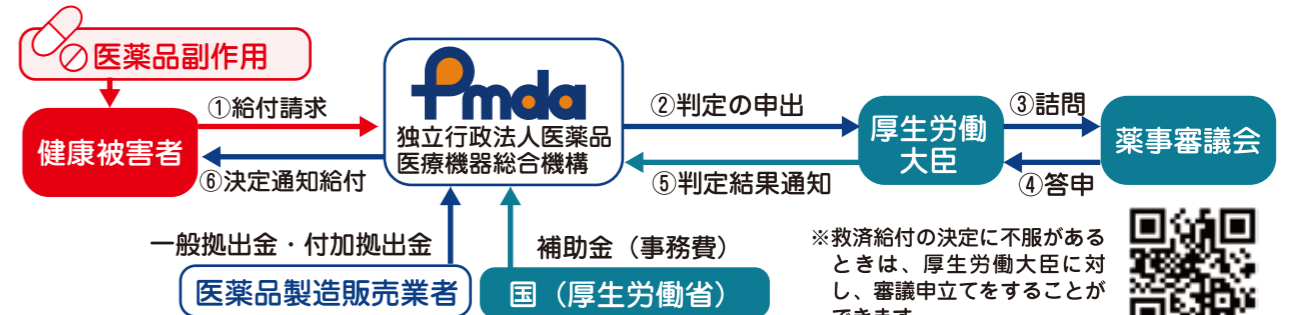 医薬品副作用
健康被害者
①給付請求
⑥決定通知給付
Pmda
独立行政法人医薬品
医療機器総合機構
②判定の申出
⑤判定結果通知
厚生労働
大臣
③詰問
④答申
薬事審議会
一般拠出金・付加拠出金
医薬品製造販売業者
補助金（事務費）
国（厚生労働省）
※救済給付の決定に不服がある
ときは、厚生労働大臣に対
し、審議申立てをすることが
できます